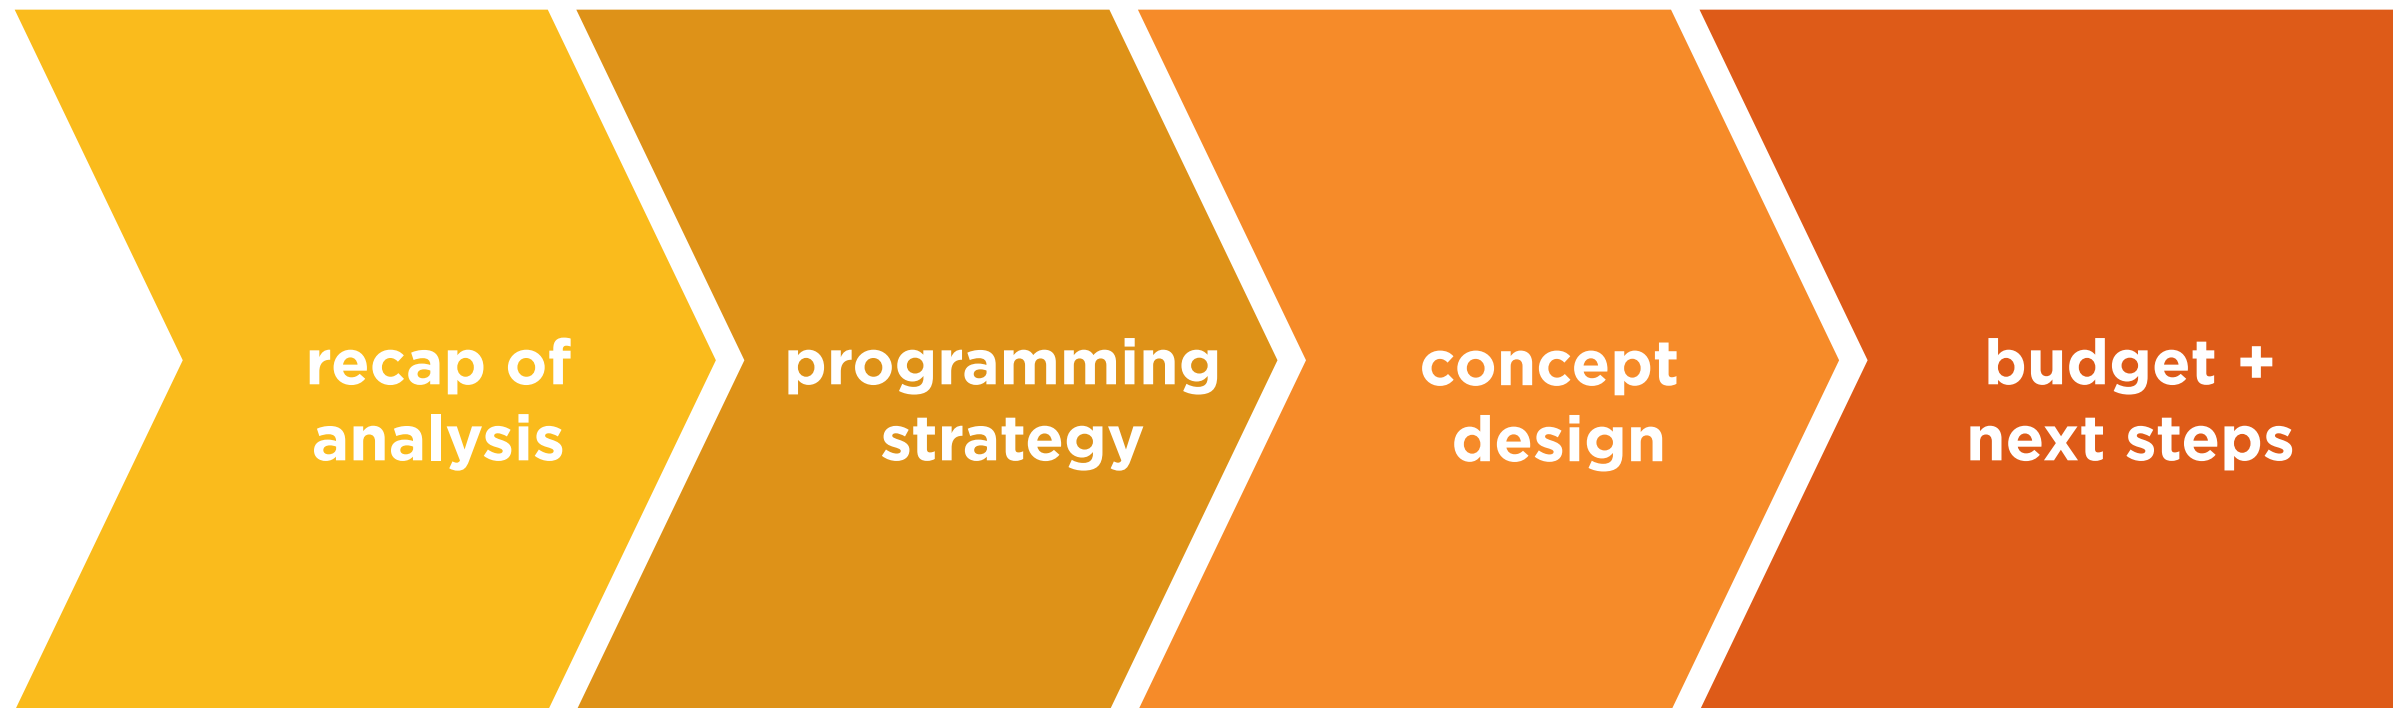 recap of
analysis
programming
strategy
concept
design
budget +
next steps